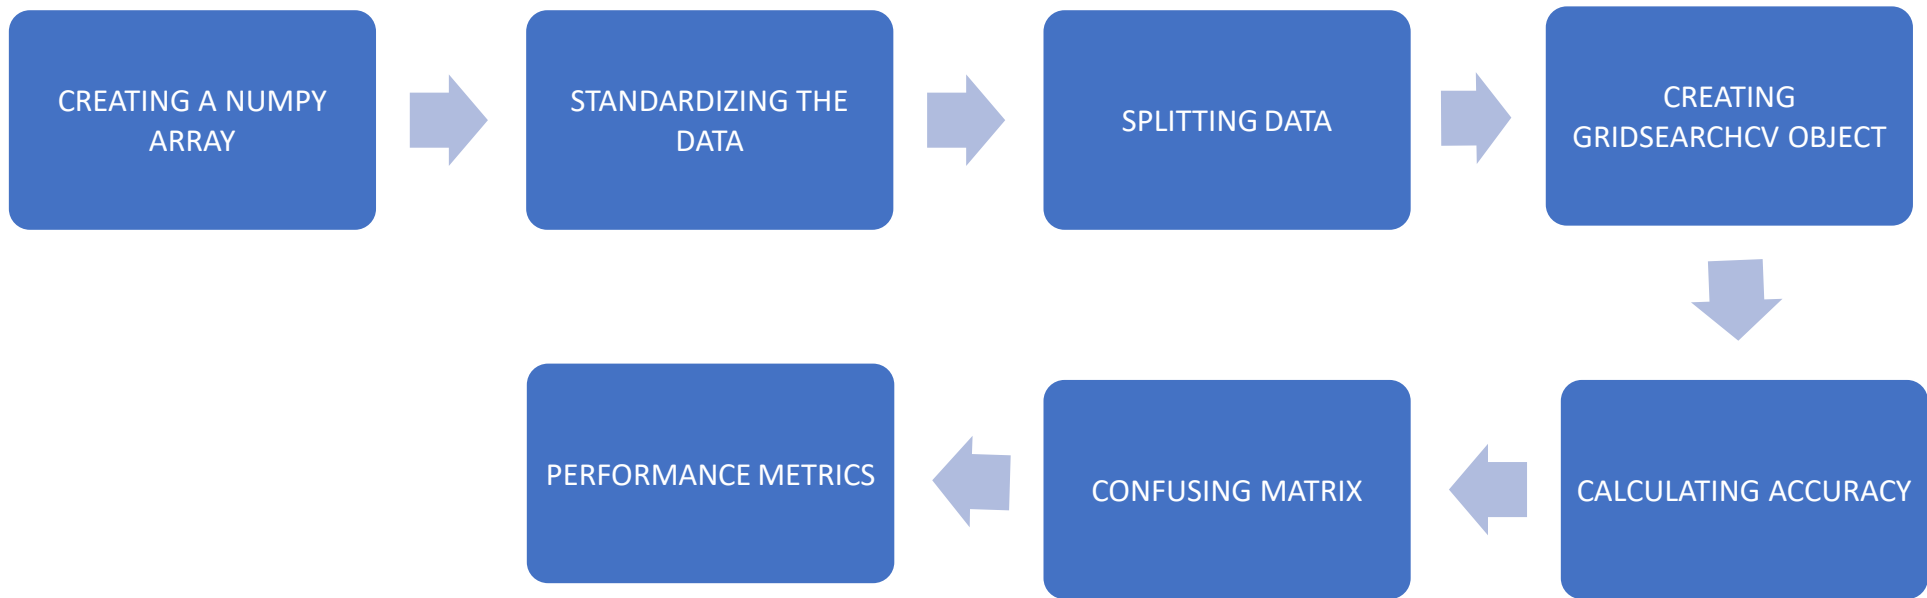 CREATING A NUMPY
ARRAY
STANDARDIZING THE
DATA
SPLITTING DATA
CREATING
GRIDSEARCHCV OBJECT
CALCULATING ACCURACY
CONFUSING MATRIX
PERFORMANCE METRICS